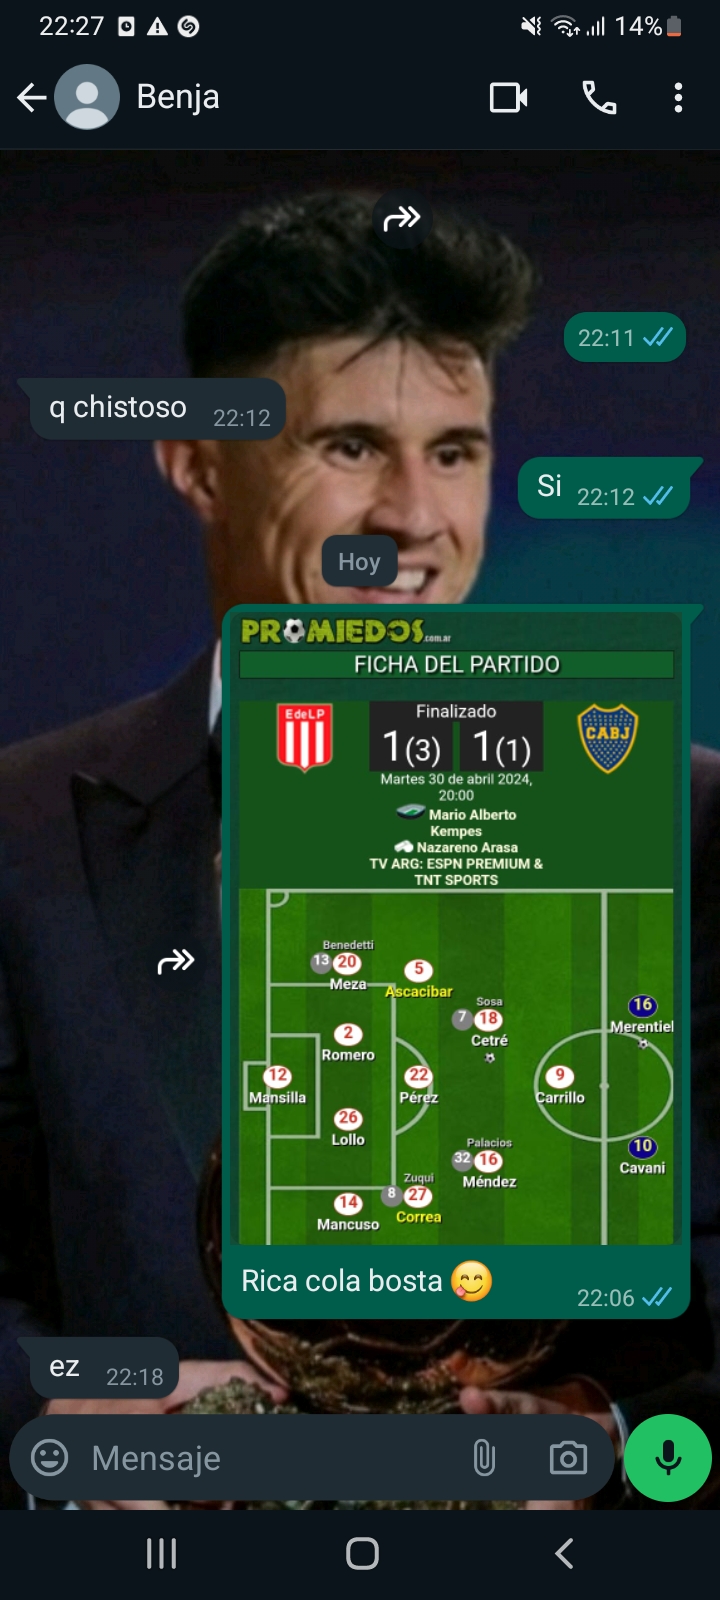 22:27
14%
Benja
22:11
q chistoso 22:12
Si 22:12
Hoy
PROMIEDOS.com.ar
FICHA DEL PARTIDO
EdeLP
Finalizado
CABJ
1(3) 1(1)
Martes 30 de abril 2024,
20:00
Mario Alberto
Kempes
Nazareno Arasa
TV ARG: ESPN PREMIUM &
TNT SPORTS
Benedetti
13 20
Meza
5
Ascacibar
Sosa
7 18
Cetré
16
Merentiel
2
Romero
12
Mansilla
22
Pérez
9
Carrillo
26
Lollo
Palacios
32 16
Méndez
10
Cavani
14
Mancuso
Zuqui
8 27
Correa
Rica cola bosta 😋
22:06
ez 22:18
Mensaje